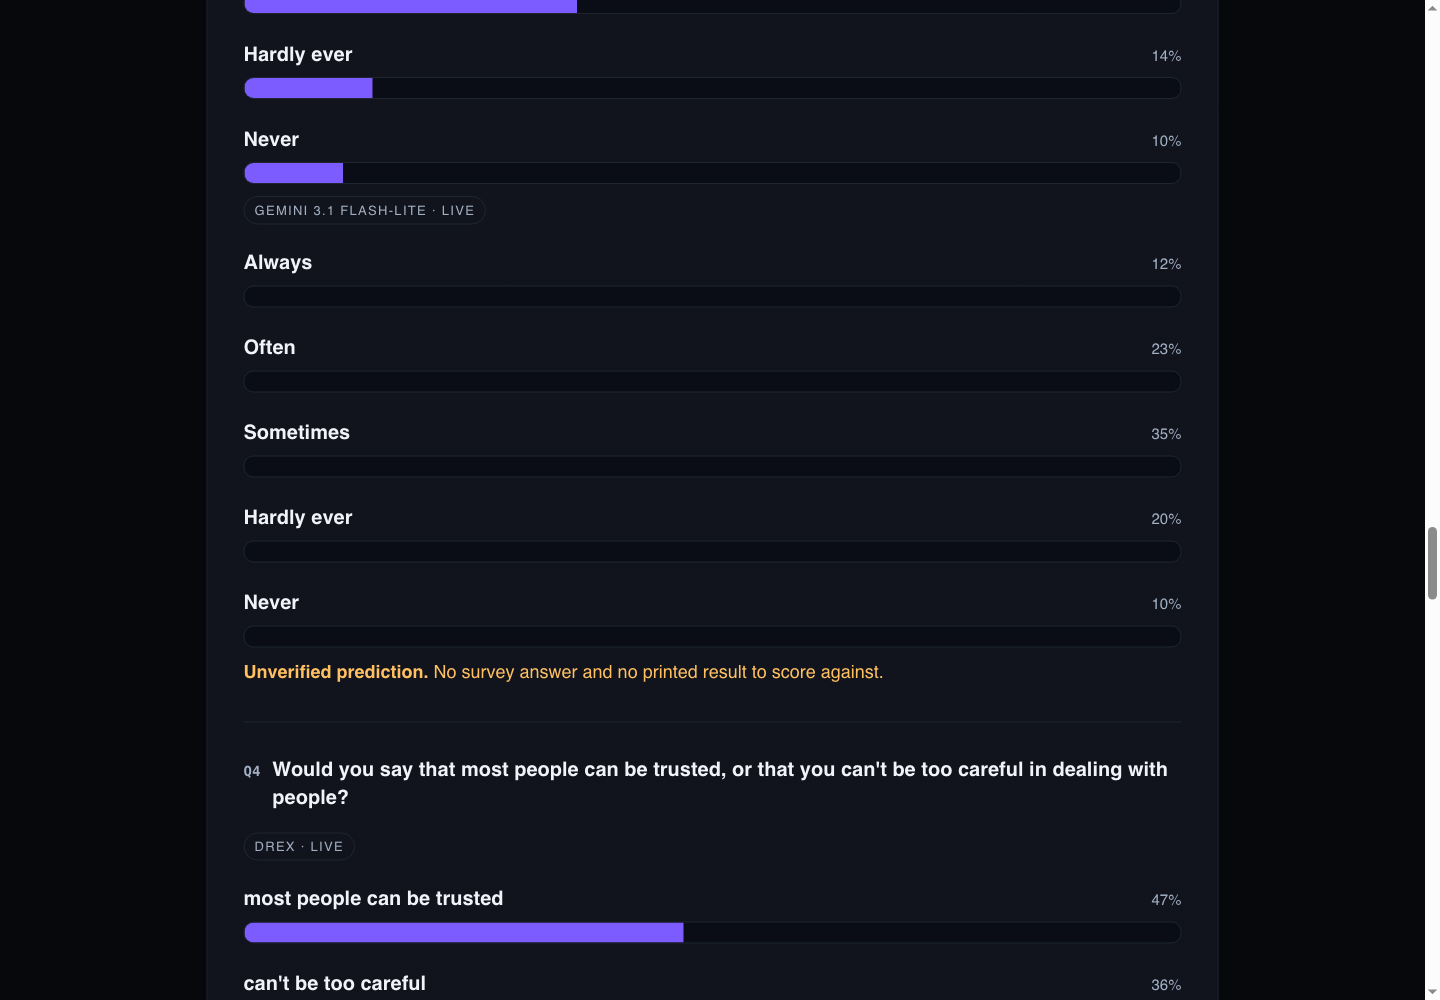 Hardly ever 14%
Never 10%
GEMINI 3.1 FLASH-LITE · LIVE
Always 12%
Often 23%
Sometimes 35%
Hardly ever 20%
Never 10%
Unverified prediction. No survey answer and no printed result to score against.
Q4 Would you say that most people can be trusted, or that you can't be too careful in dealing with
people?
DREX · LIVE
most people can be trusted 47%
can't be too careful 36%